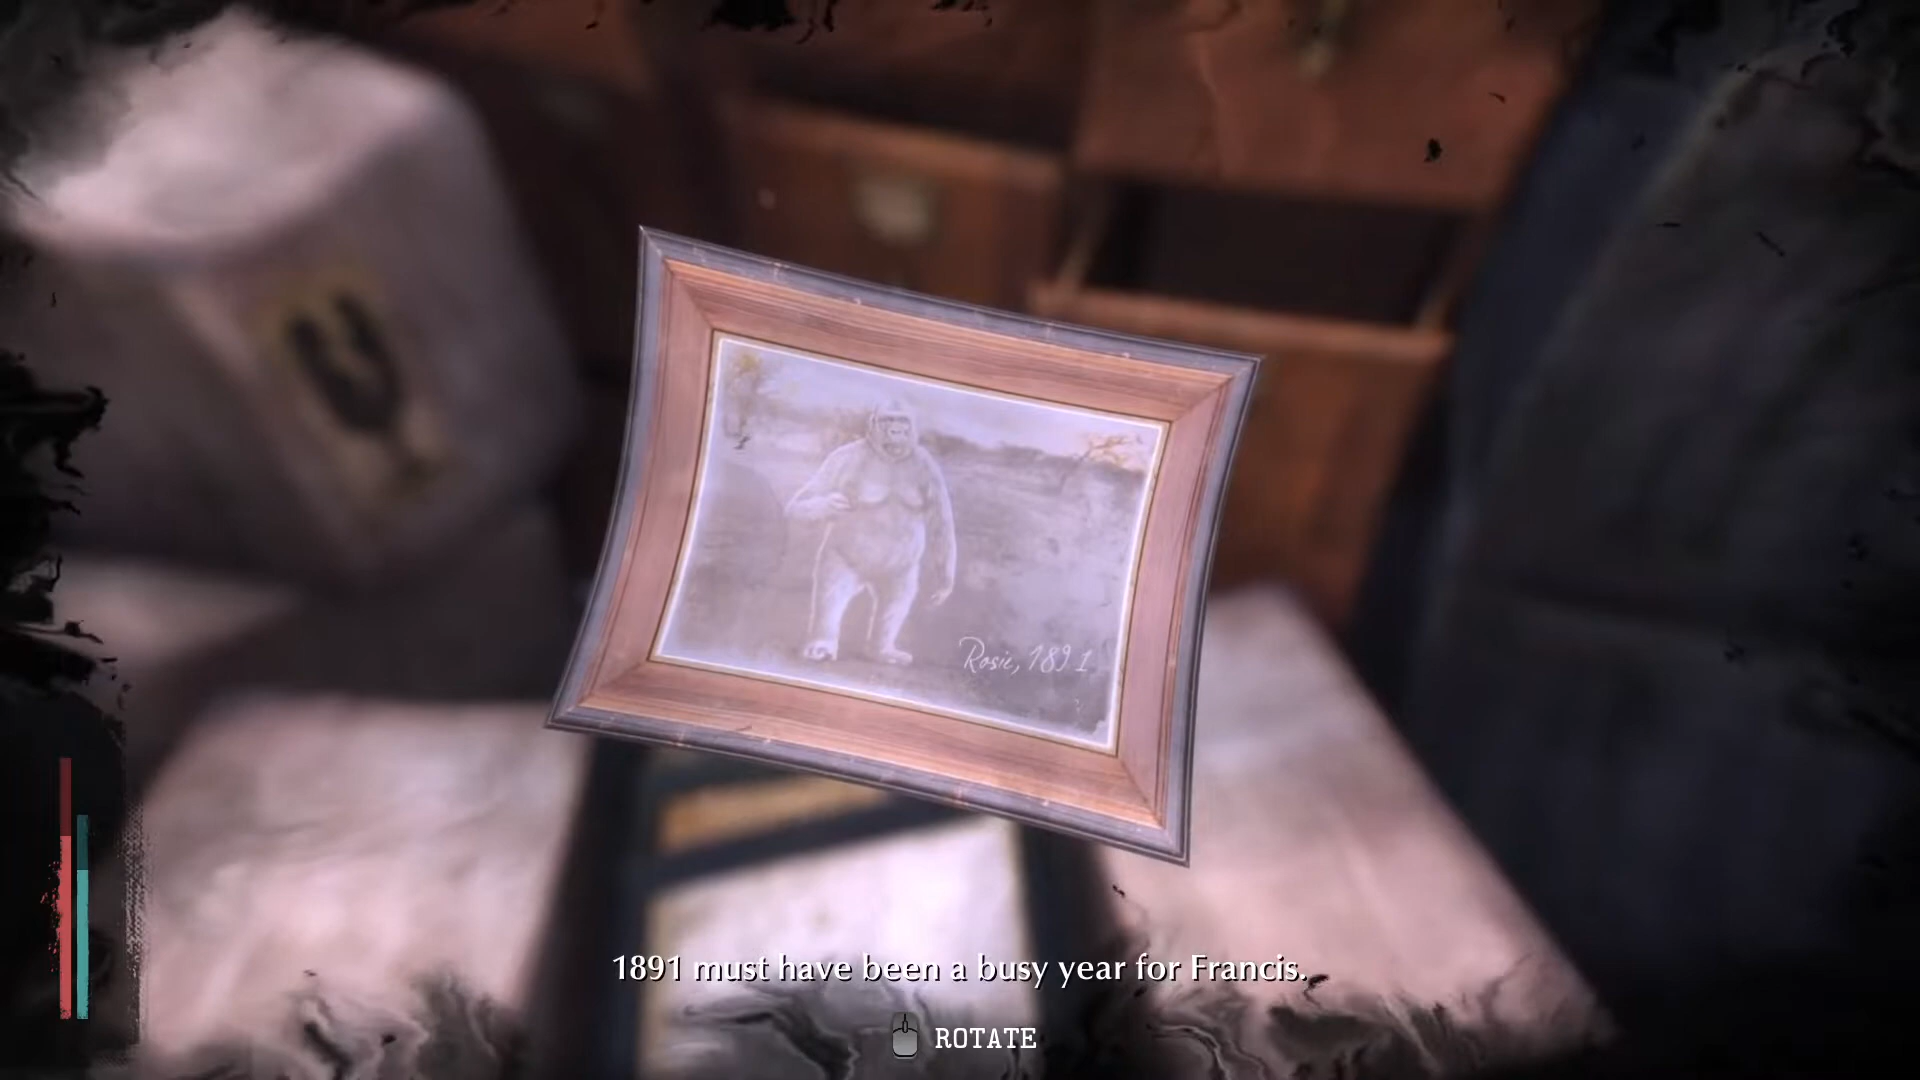 Rosie, 1891
1891 must have been a busy year for Francis.
ROTATE